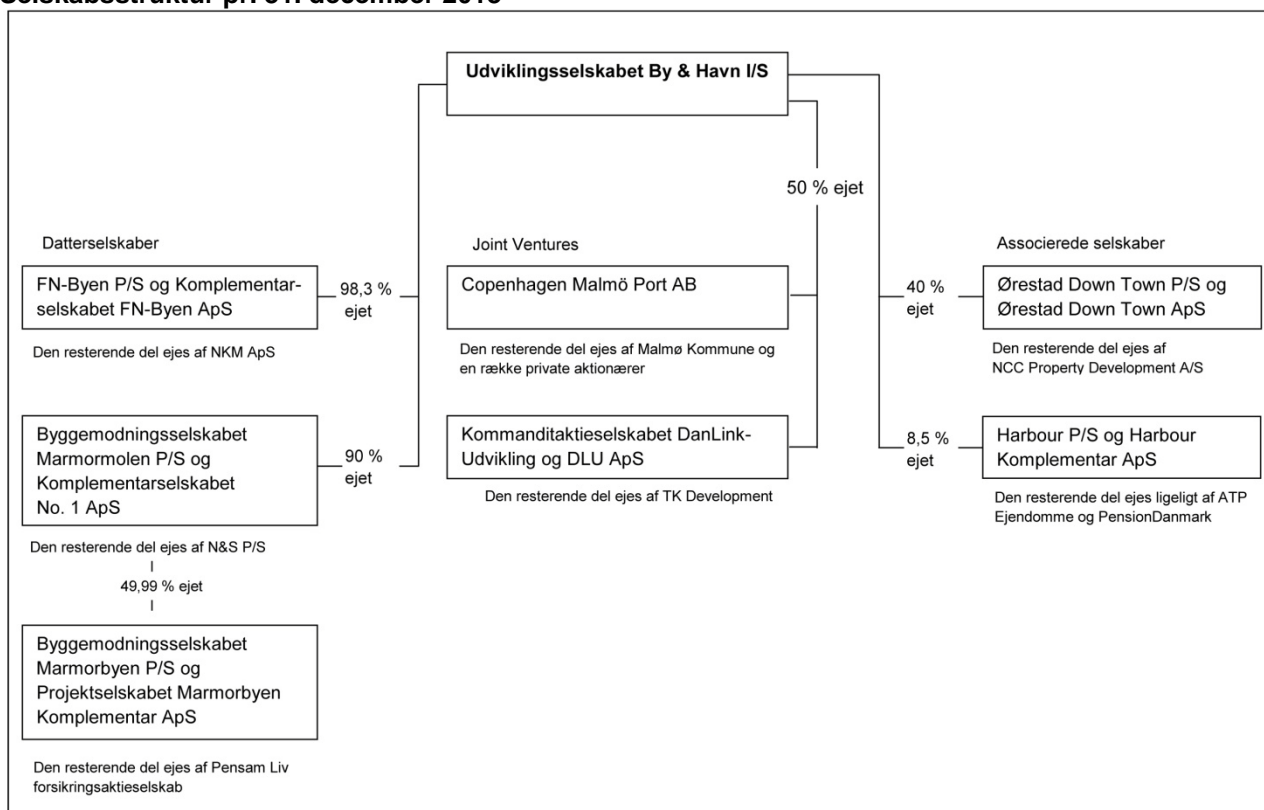 Udviklingsselskabet By & Havn I/S
50 % ejet
Datterselskaber
FN-Byen P/S og Komplementar-
selskabet FN-Byen ApS
98,3 %
ejet
Den resterende del ejes af NKM ApS
Byggemodningsselskabet
Marmormolen P/S og
Komplementarselskabet
No. 1 ApS
90 %
ejet
Den resterende del ejes af N&S P/S
49,99 % ejet
Byggemodningsselskabet
Marmorbyen P/S og
Projektselskabet Marmorbyen
Komplementar ApS
Den resterende del ejes af Pensam Liv
forsikringsaktieselskab
Joint Ventures
Copenhagen Malmö Port AB
Den resterende del ejes af Malmø Kommune og
en række private aktionærer
Kommanditaktieselskabet DanLink-
Udvikling og DLU ApS
Den resterende del ejes af TK Development
Associerede selskaber
40 %
ejet
Ørestad Down Town P/S og
Ørestad Down Town ApS
Den resterende del ejes af
NCC Property Development A/S
8,5 %
ejet
Harbour P/S og Harbour
Komplementar ApS
Den resterende del ejes ligeligt af ATP
Ejendomme og PensionDanmark